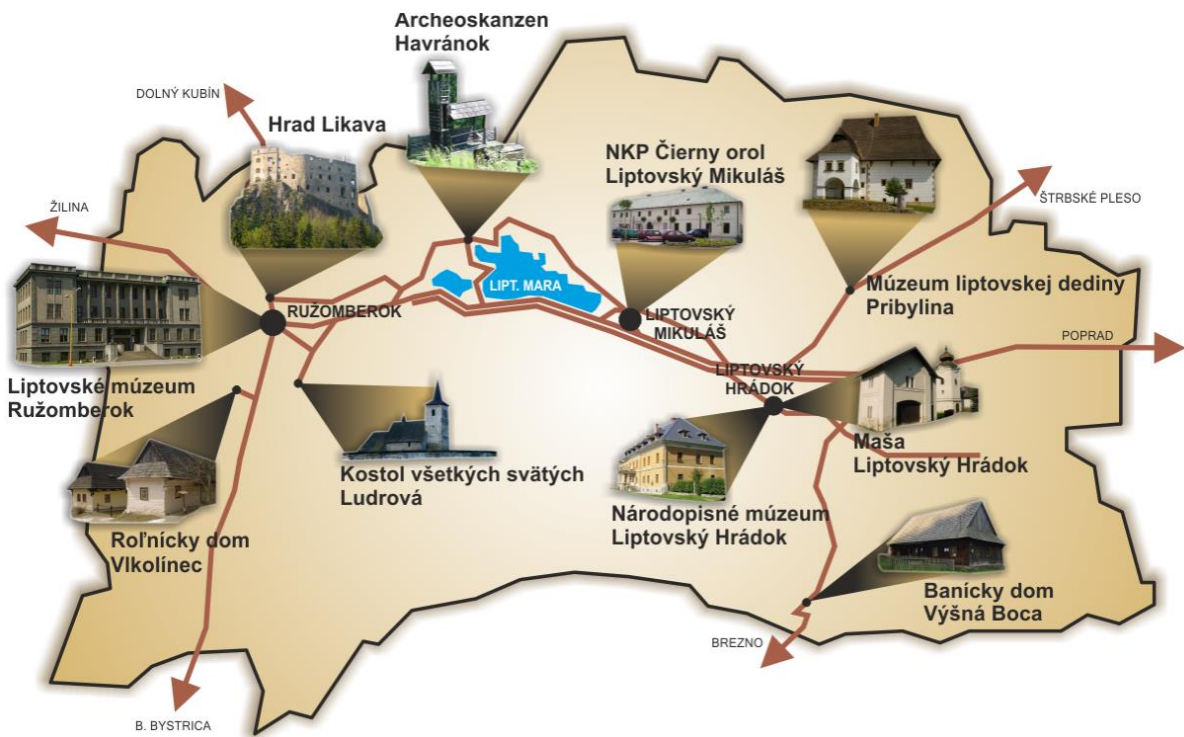 Archeoskanzen
Havránok
DOLNÝ KUBÍN
Hrad Likava
NKP Čierny orol
Liptovský Mikuláš
ŽILINA
ŠTRBSKÉ PLESO
LIPT. MARA
Múzeum liptovskej dediny
Pribylina
RUŽOMBEROK
LIPTOVSKÝ
MIKULÁŠ
POPRAD
Liptovské múzeum
Ružomberok
LIPTOVSKÝ
HRÁDOK
Maša
Liptovský Hrádok
Kostol všetkých svätých
Ludrová
Národopisné múzeum
Liptovský Hrádok
Roľnícky dom
Vlkolínec
Banícky dom
Výšná Boca
BREZNO
B. BYSTRICA